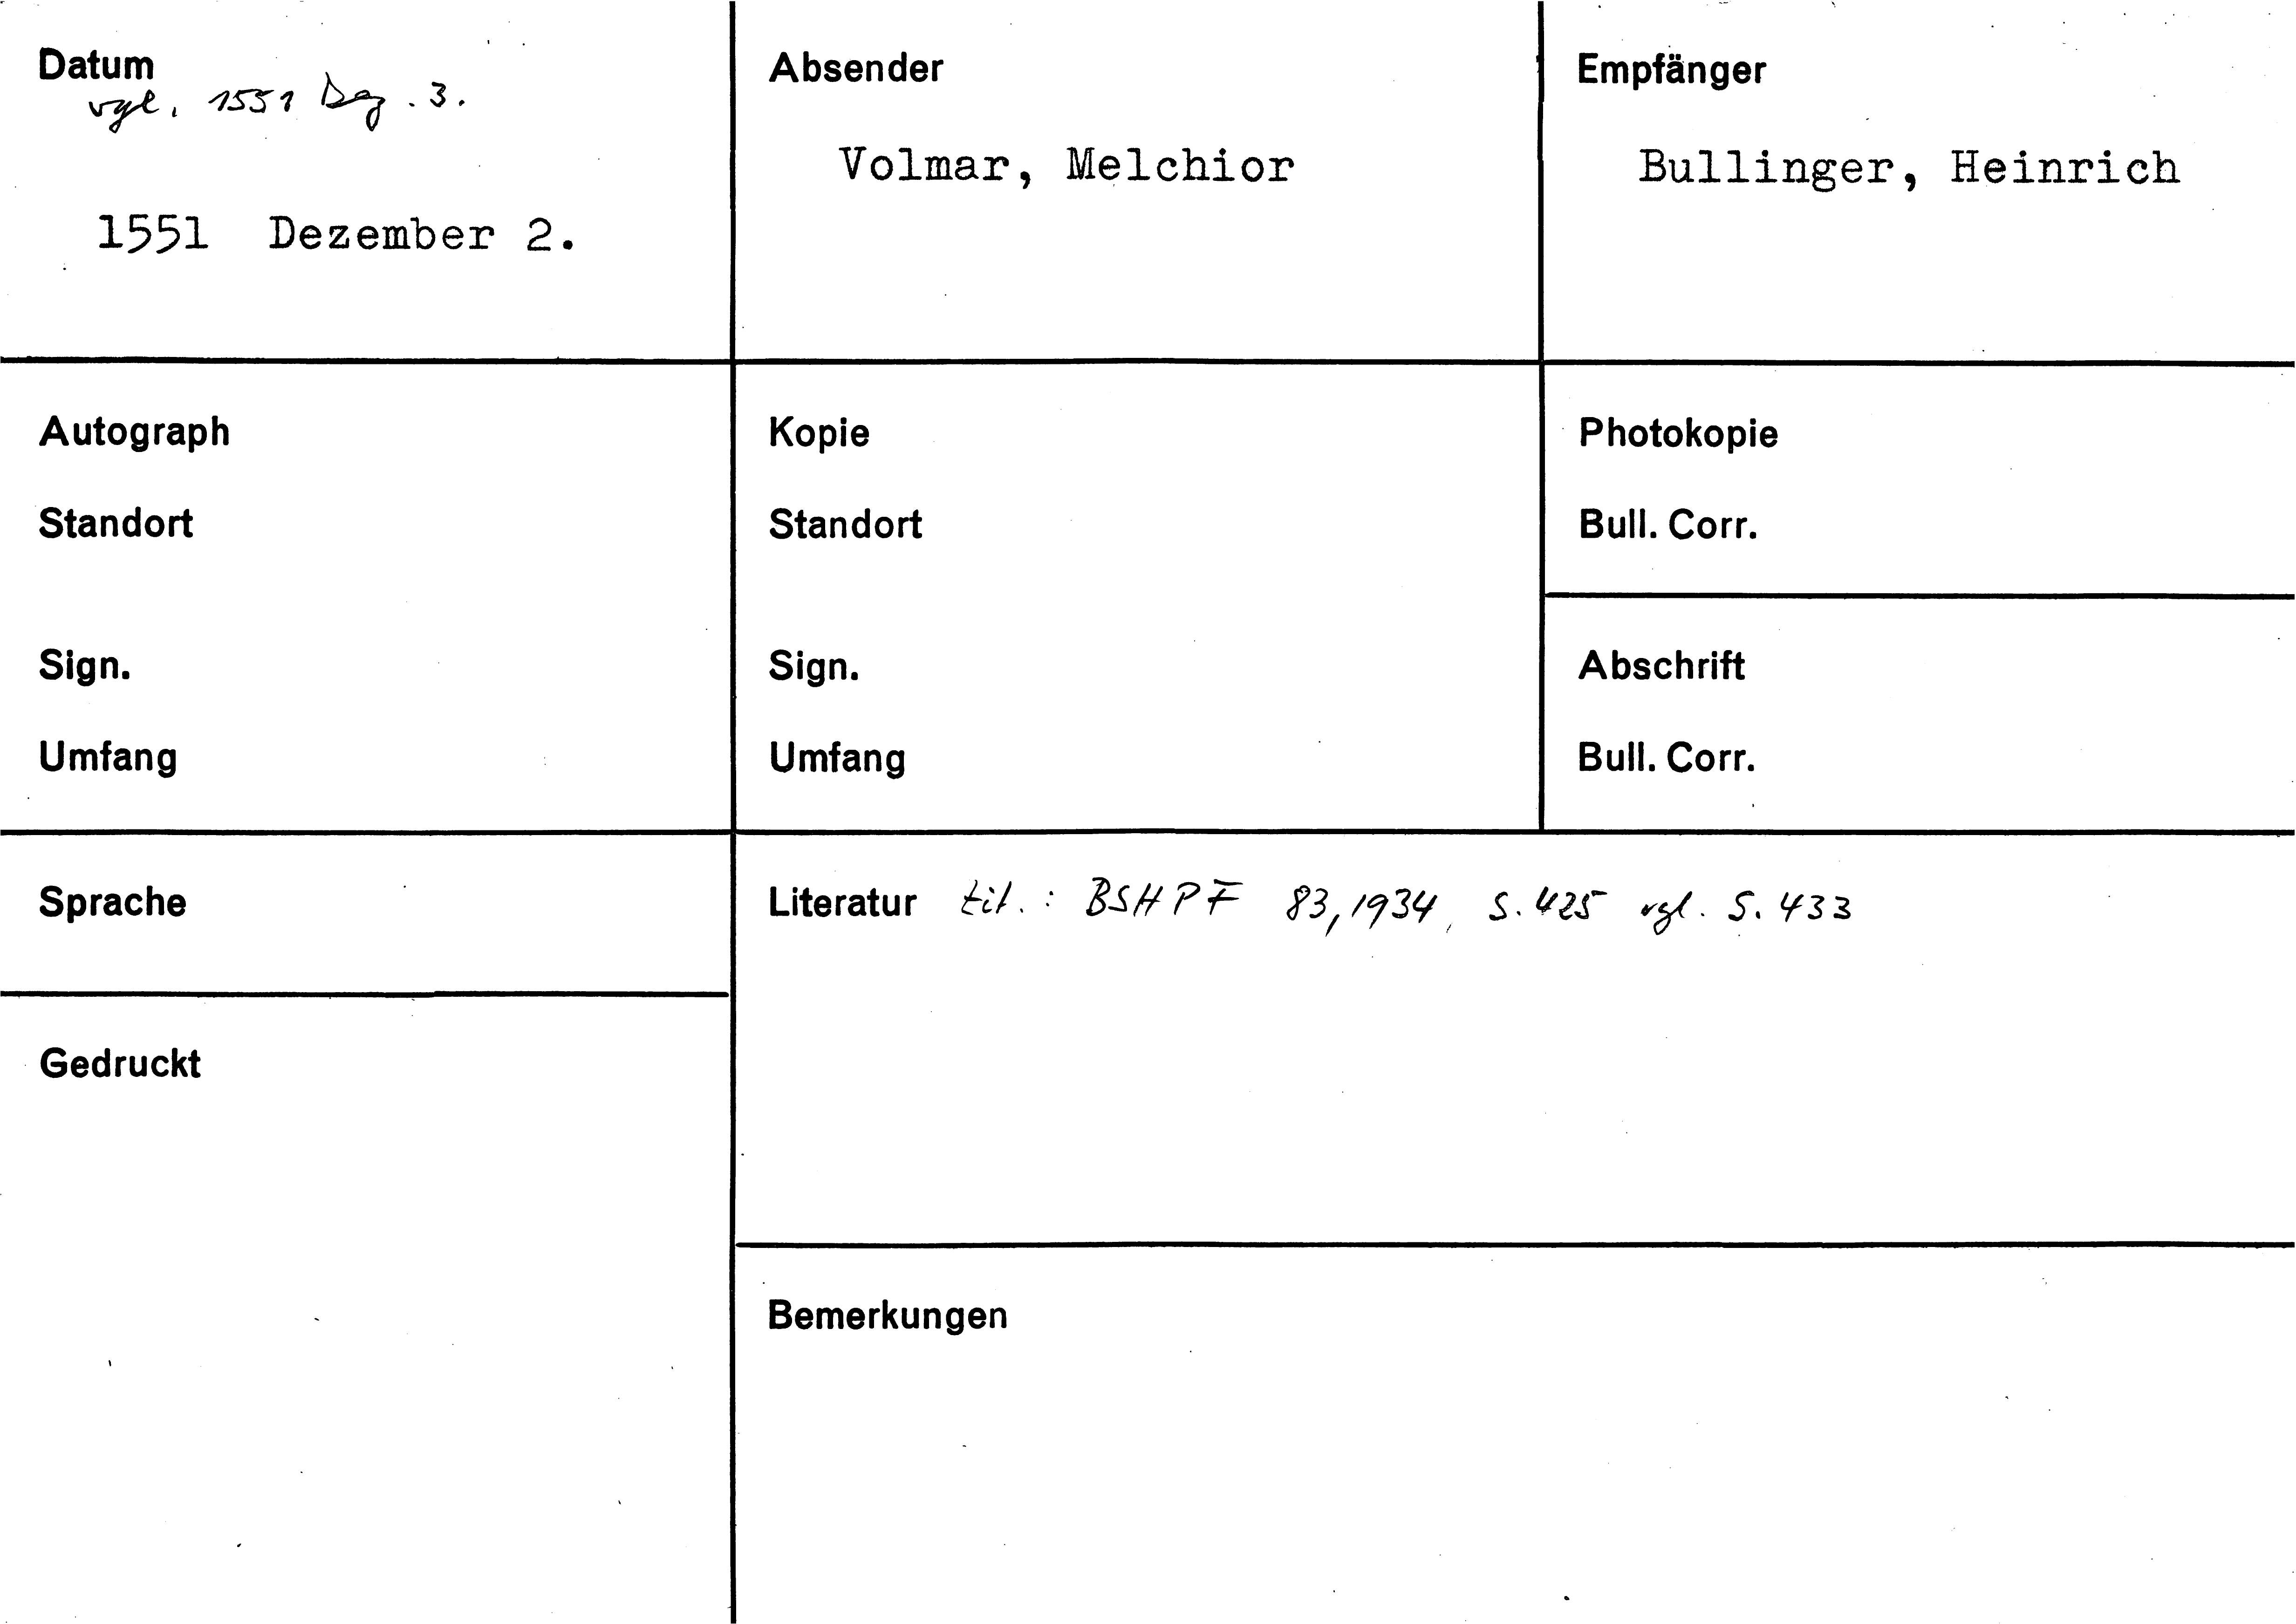 Datum
vgl. 1551 Dez. 3.
1551 Dezember 2.
Absender
Volmar, Melchior
Empfänger
Bullinger, Heinrich
Autograph
Standort
Sign.
Umfang
Kopie
Standort
Sign.
Umfang
Photokopie
Bull. Corr.
Abschrift
Bull. Corr.
Sprache
Gedruckt
Literatur zit.: BSHPF 83, 1934, S. 425 vgl. S. 433
Bemerkungen